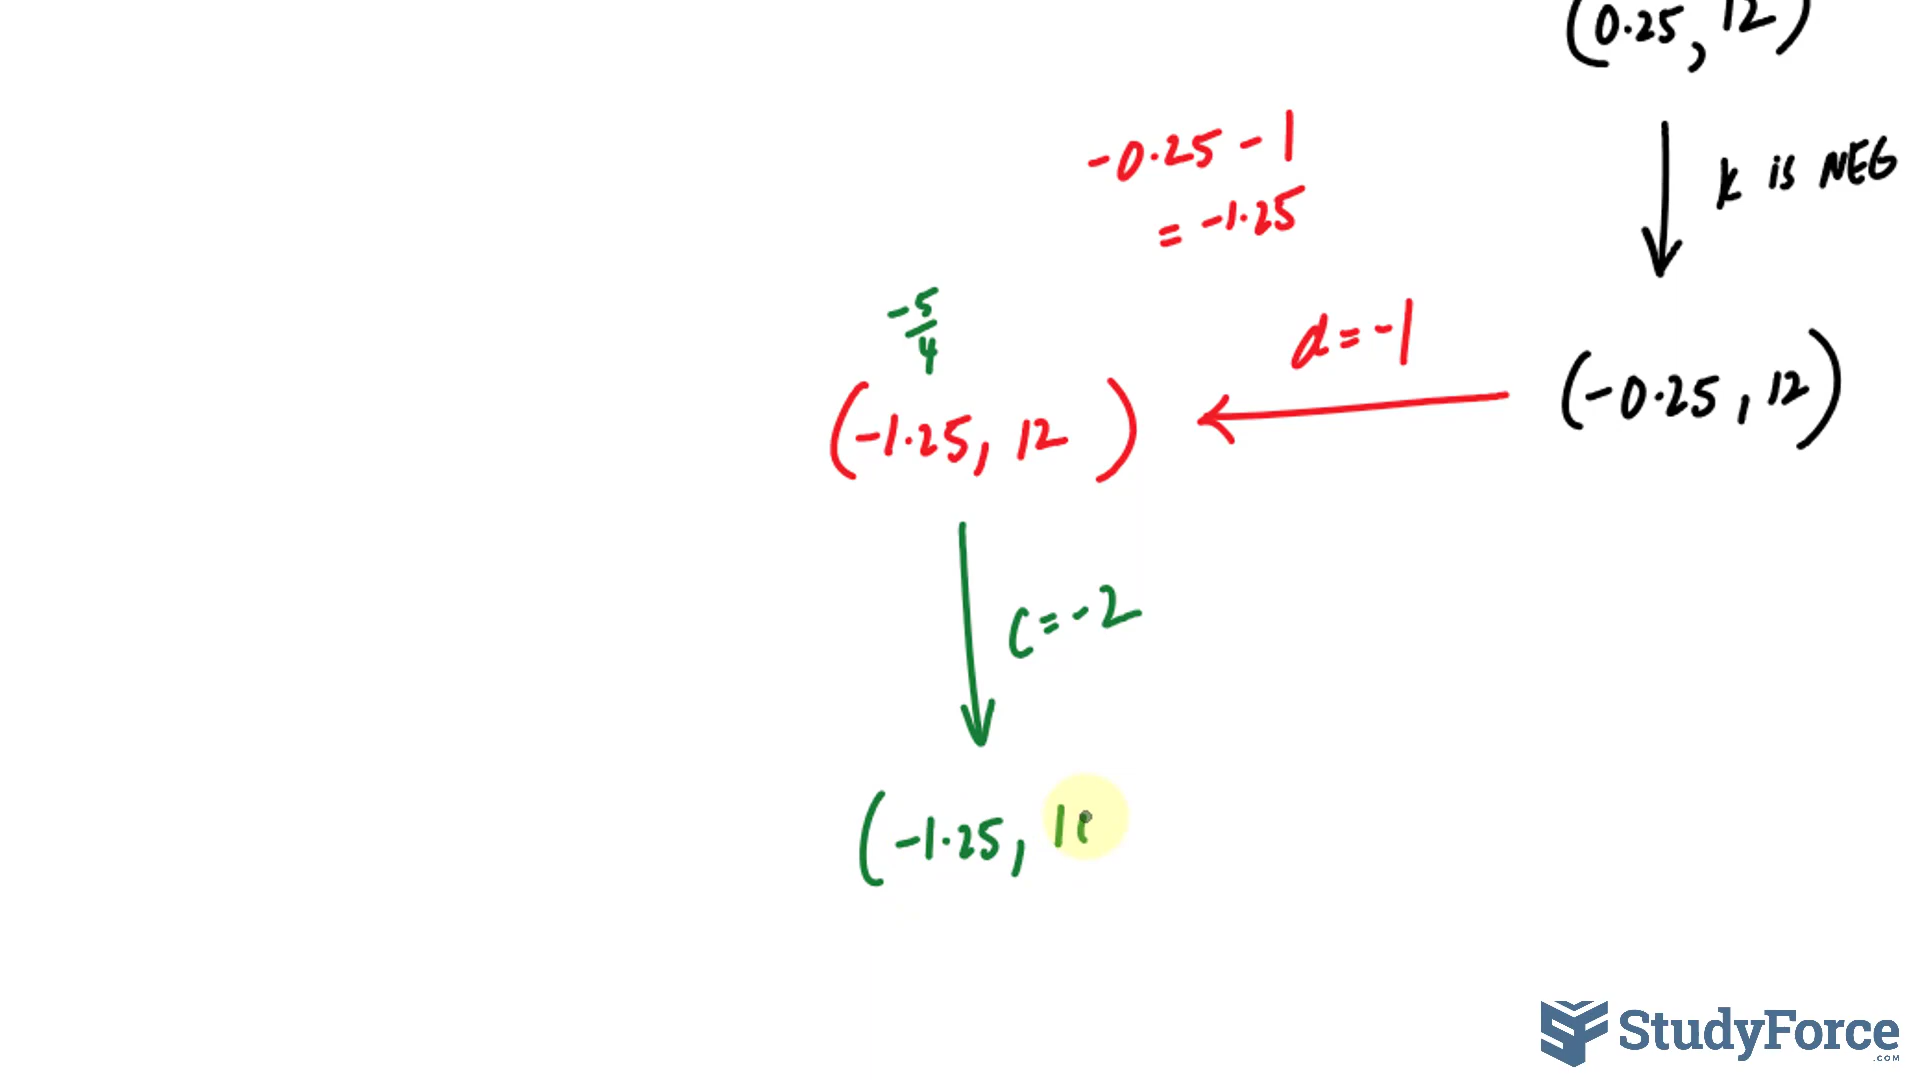 (0.25, 12)
-0.25 - 1
= -1.25
k is NEG
-5
4
d = -1
(-1.25, 12 )
(-0.25, 12)
c = -2
(-1.25, 1
StudyForce
.COM